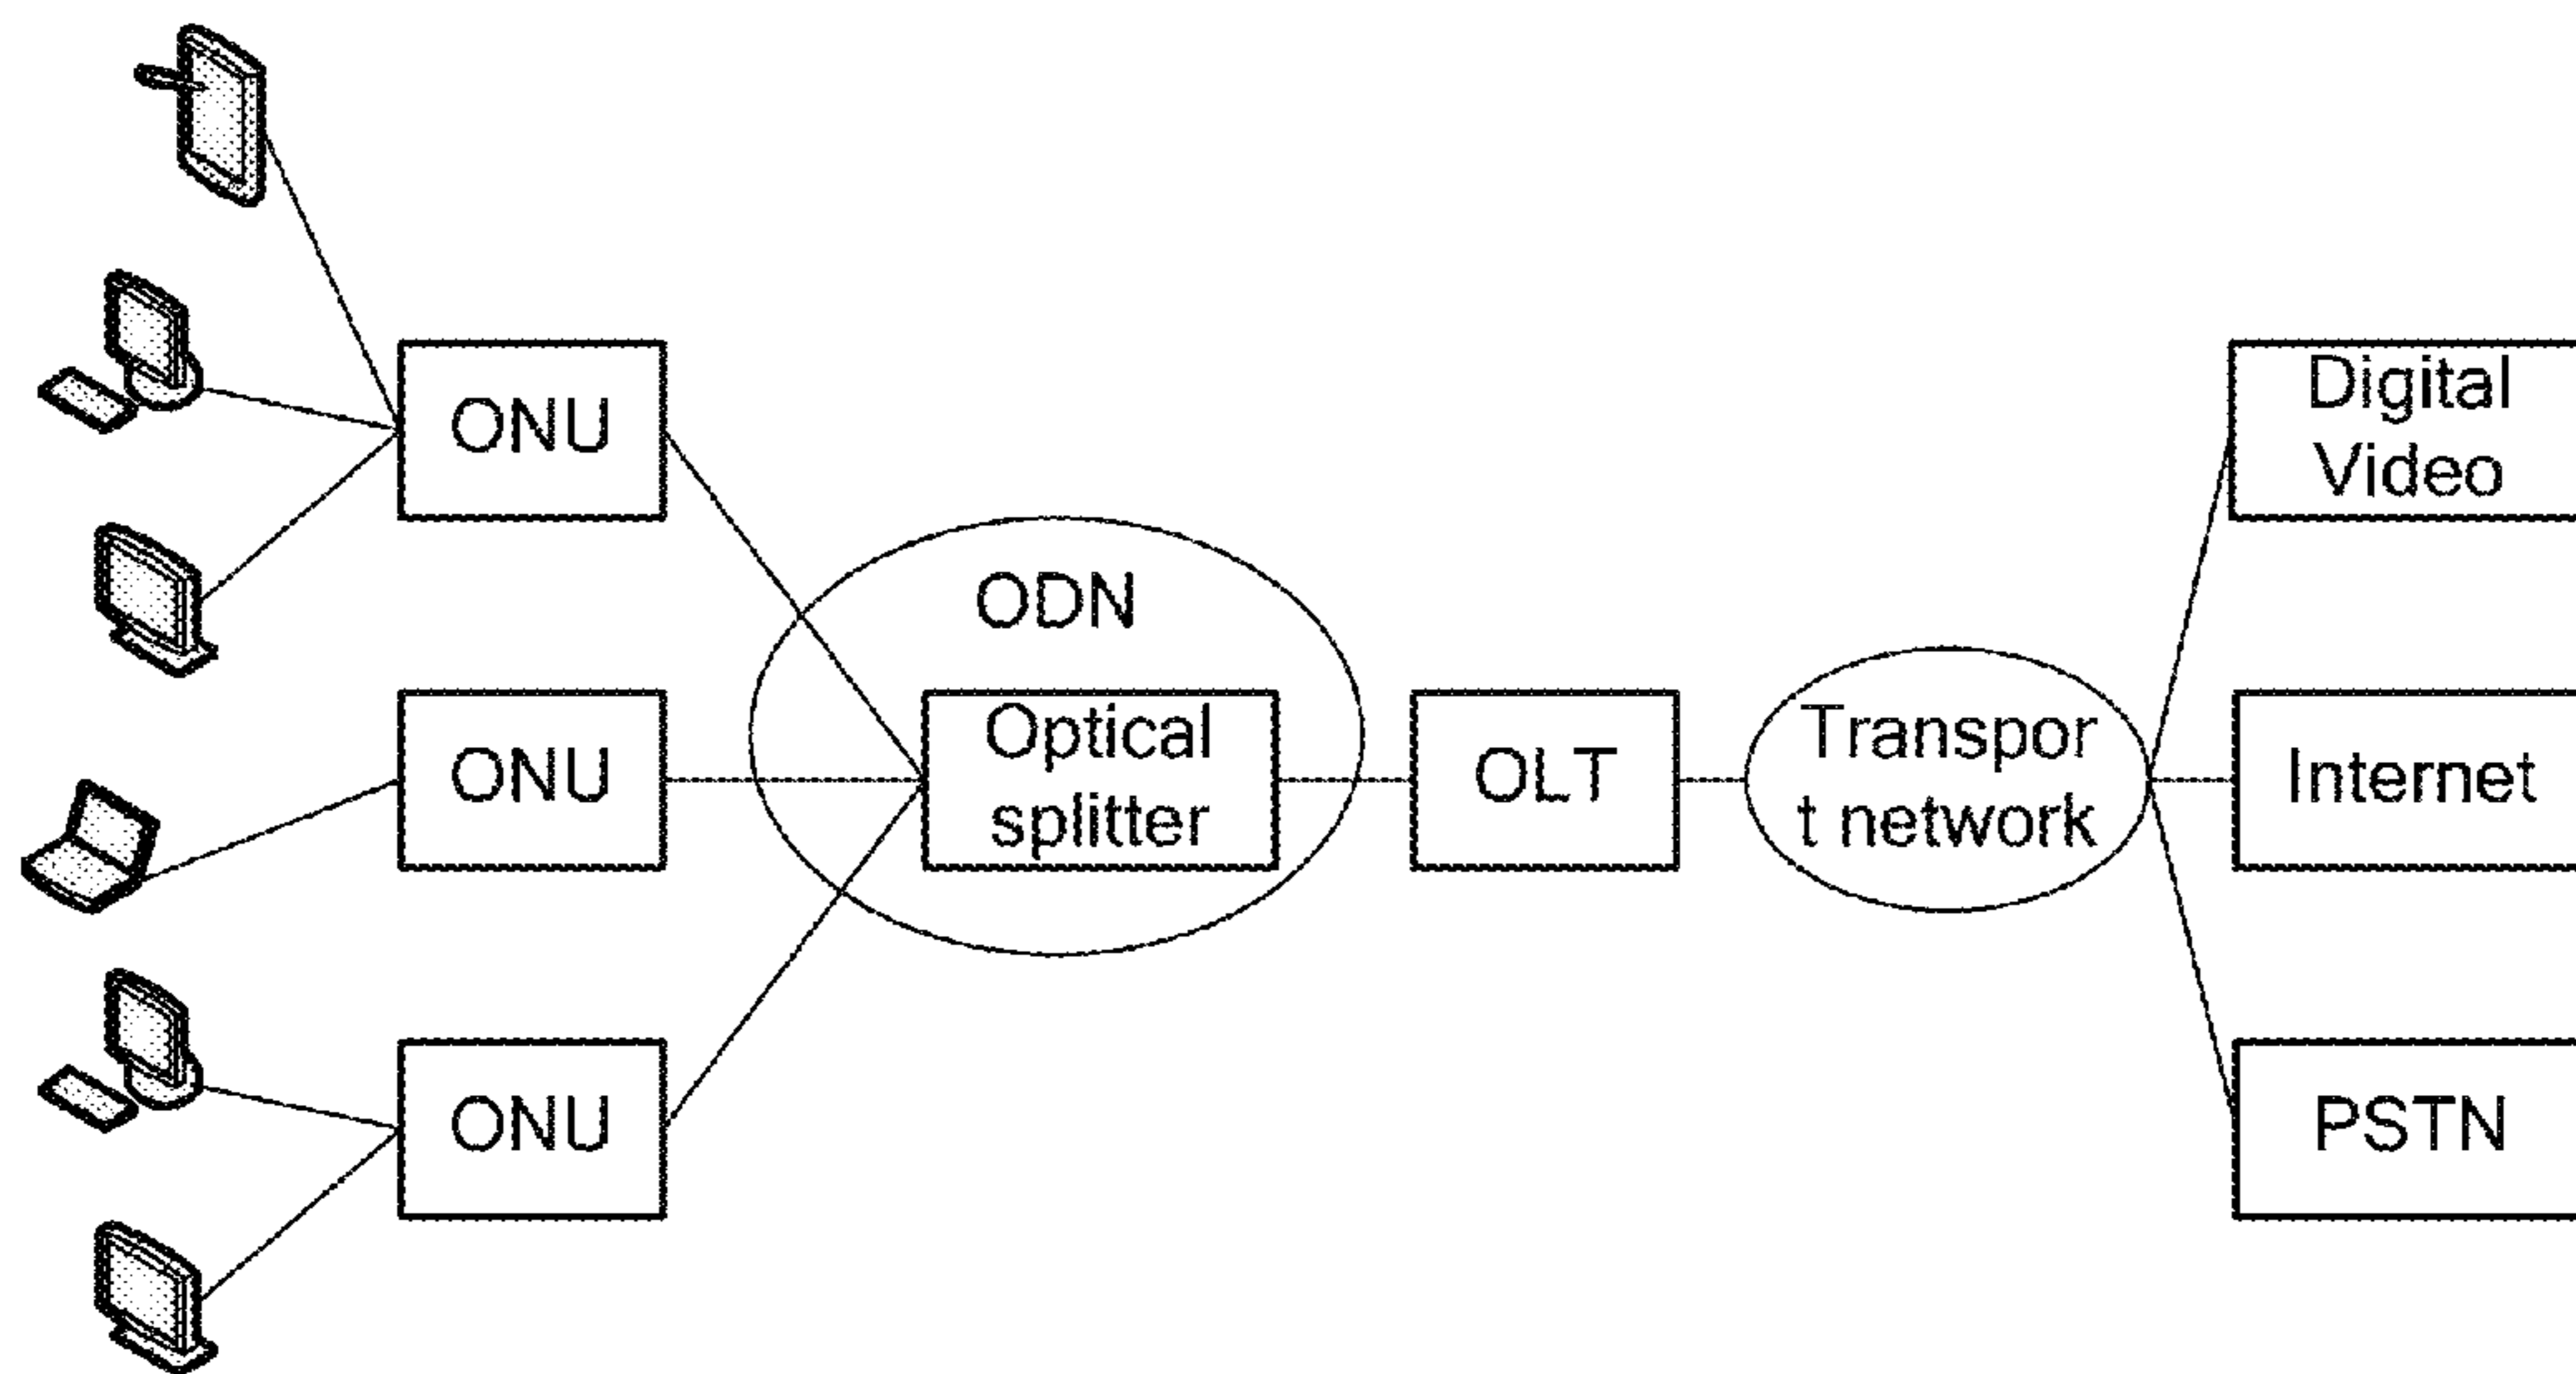 ONU
ODN
Digital
Video
ONU
Optical
splitter
OLT
Transpor
t network
Internet
ONU
PSTN